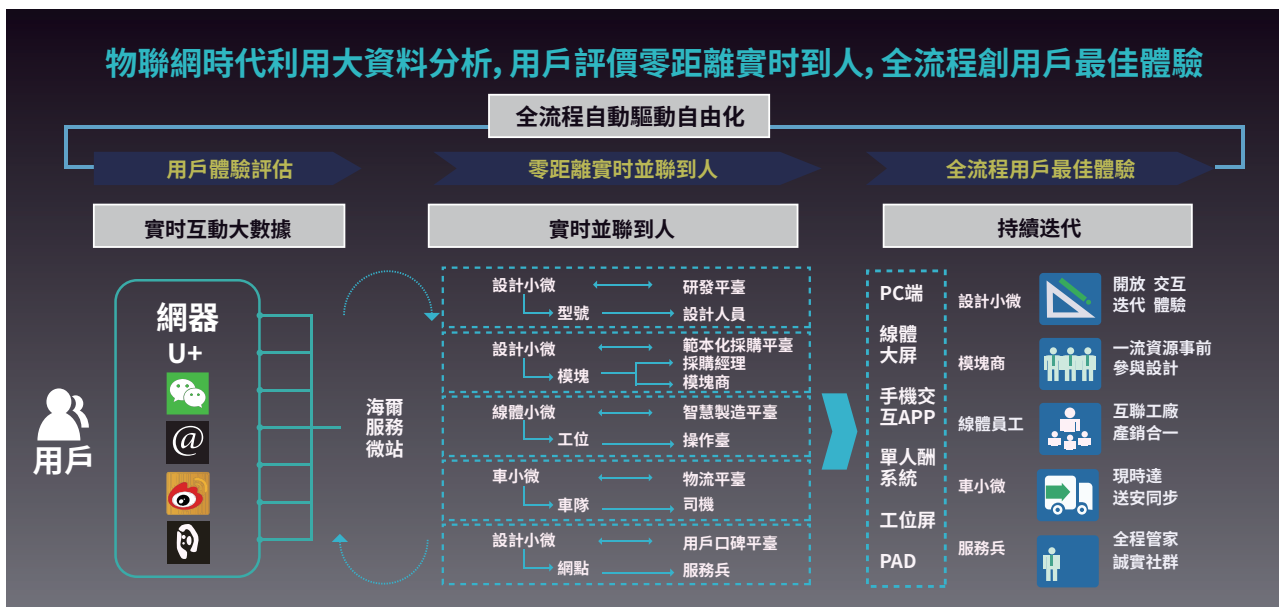 物聯網時代利用大資料分析，用戶評價零距離實时到人，全流程創用戶最佳體驗
全流程自動驅動自由化
用戶體驗評估
零距離實时並聯到人
全流程用戶最佳體驗
實时互動大數據
實时並聯到人
持續迭代
用戶
網器
U+
@
海爾
服務
微站
設計小微
研發平臺
型號
設計人員
設計小微
範本化採購平臺
採購經理
模塊
模塊商
線體小微
智慧製造平臺
工位
操作臺
車小微
物流平臺
車隊
司機
設計小微
用戶口碑平臺
網點
服務兵
PC端
線體
大屏
手機交
互APP
單人酬
系統
工位屏
PAD
設計小微
開放 交互
迭代 體驗
模塊商
一流資源事前
參與設計
線體員工
互聯工廠
產銷合一
車小微
現時達
送安同步
服務兵
全程管家
誠實社群